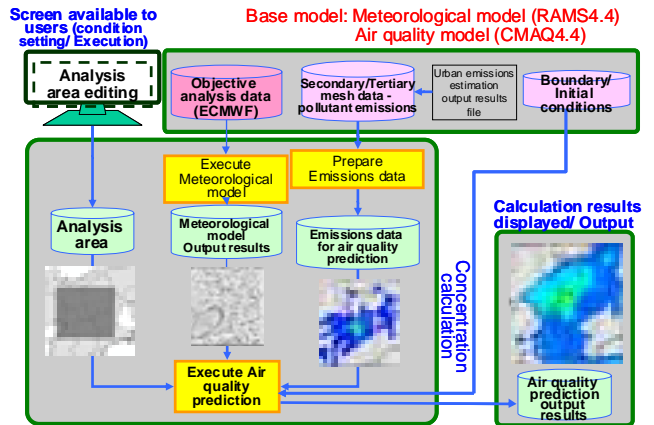 Screen available to
users (condition
setting/ Execution)
Base model: Meteorological model (RAMS4.4)
Air quality model (CMAQ4.4)
Analysis
area editing
Objective
analysis data
(ECMWF)
Secondary/Tertiary
mesh data -
pollutant emissions
Urban emissions
estimation
output results
file
Boundary/
Initial
conditions
Execute
Meteorological
model
Prepare
Emissions data
Analysis
area
Meteorological
model
Output results
Emissions data
for air quality
prediction
Concentration
calculation
Calculation results
displayed/ Output
Execute Air
quality
prediction
Air quality
prediction
output
results